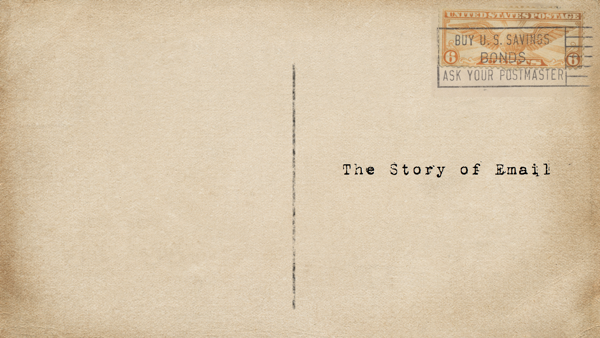 UNITED STATES POSTAGE
BUY U. S. SAVINGS
BONDS.
ASK YOUR POSTMASTER
6 6
The Story of Email